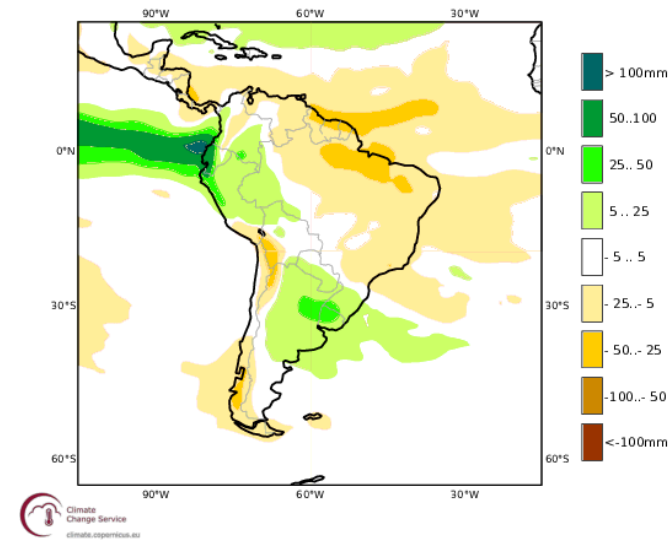 90°W 60°W 30°W
0°N 0°N
30°S 30°S
60°S 60°S
90°W 60°W 30°W
> 100mm
50..100
25.. 50
5 .. 25
- 5 .. 5
- 25..- 5
- 50..- 25
-100..- 50
<-100mm
Climate
Change Service
climate.copernicus.eu